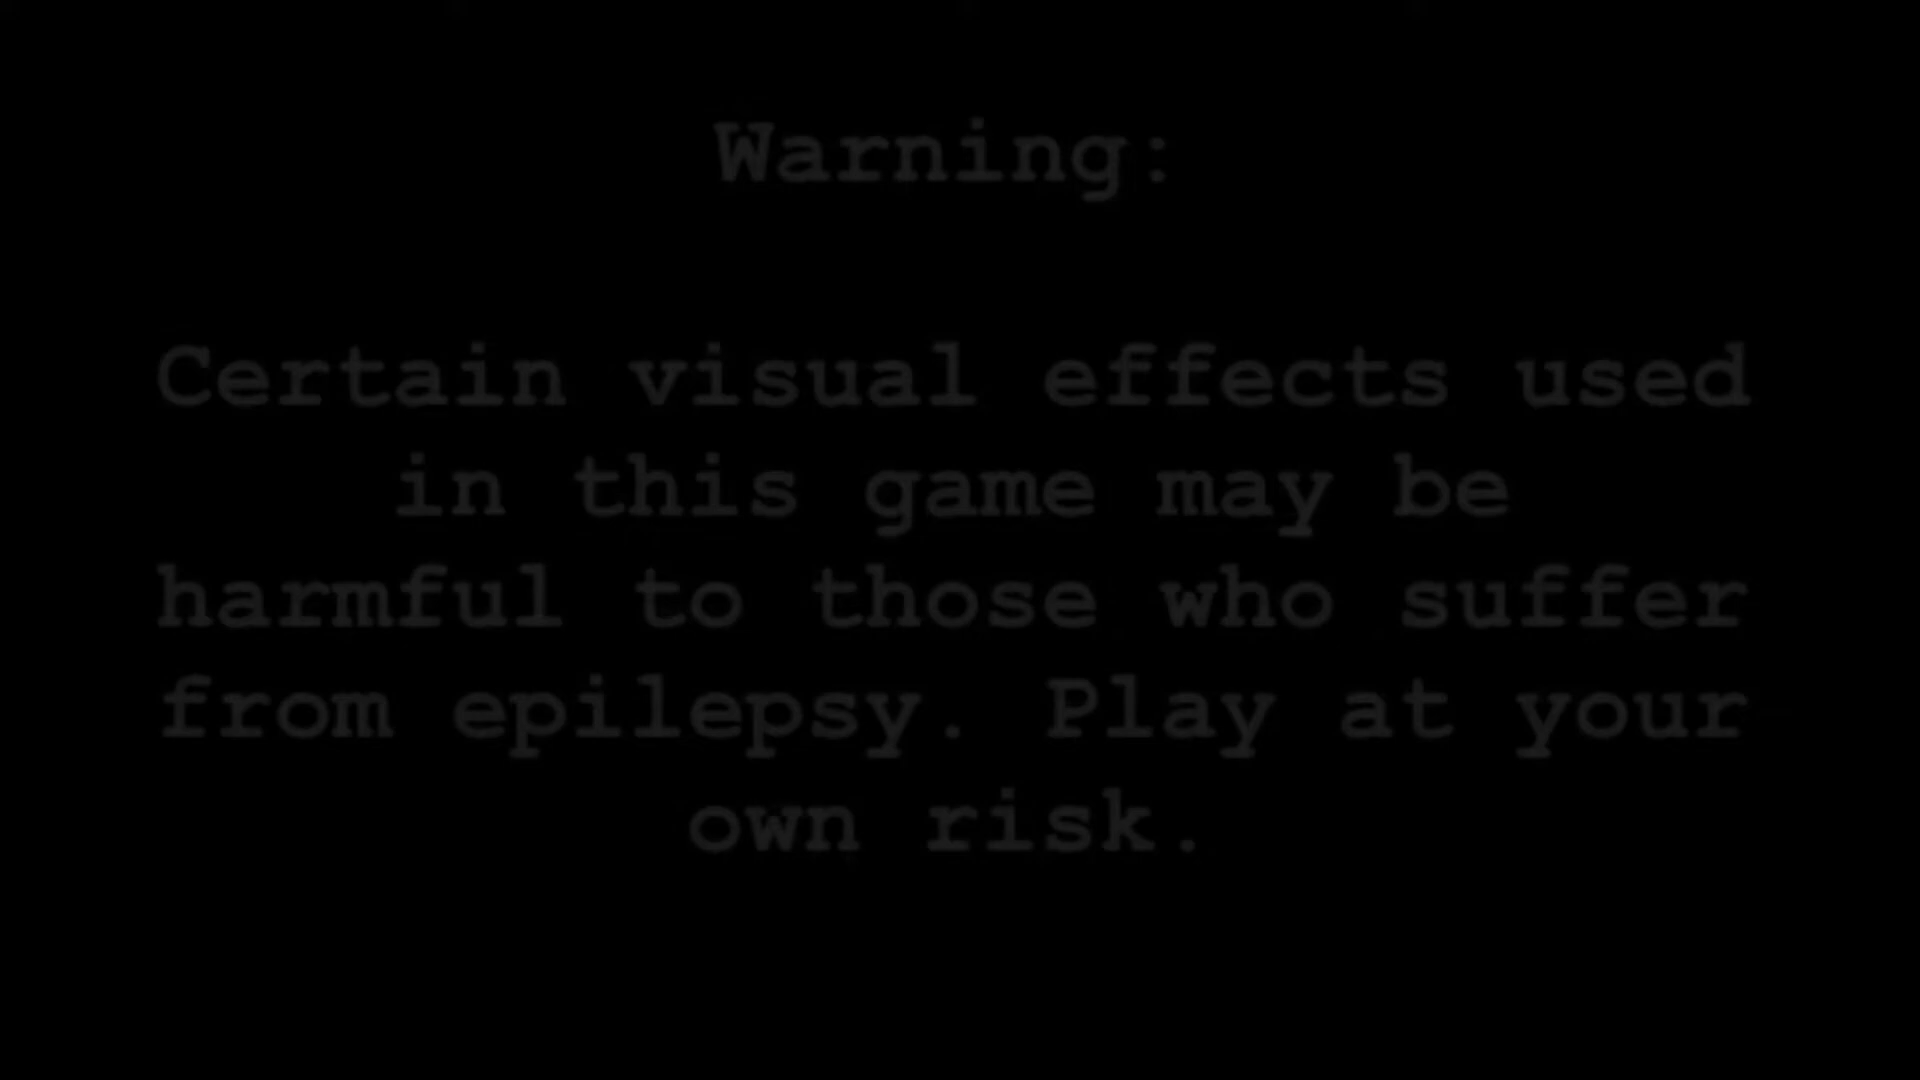 Warning:
Certain visual effects used
in this game may be
harmful to those who suffer
from epilepsy. Play at your
own risk.